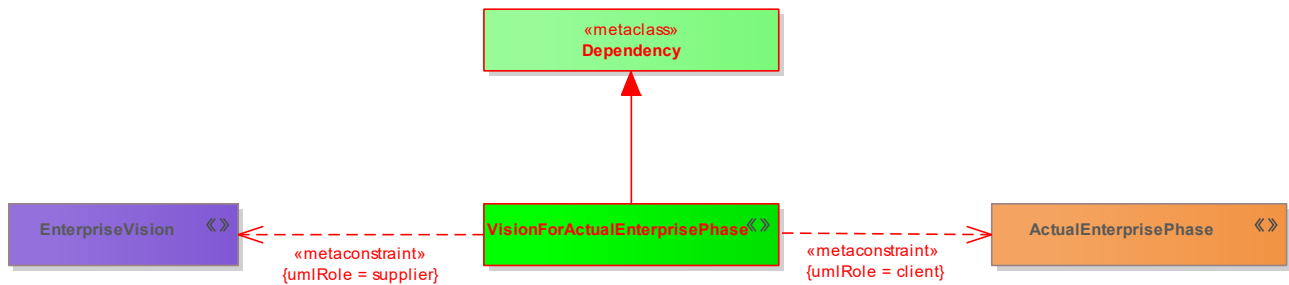 «metaclass»
Dependency
EnterpriseVision
«»
VisionForActualEnterprisePhase
«»
ActualEnterprisePhase
«»
«metaconstraint»
{umlRole = supplier}
«metaconstraint»
{umlRole = client}